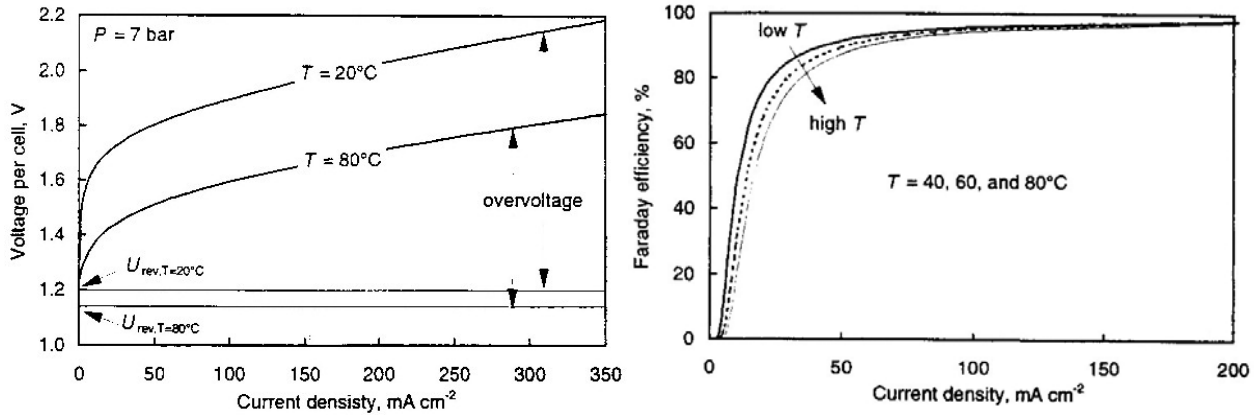 P = 7 bar
T = 20°C
T = 80°C
overvoltage
U rev,T=20°C
U rev,T=80°C
2.2
2.0
1.8
1.6
1.4
1.2
1.0
Voltage per cell, V
0 50 100 150 200 250 300 350
Current densisty, mA cm-2
100
80
60
40
20
0
Faraday efficiency, %
low T
high T
T = 40, 60, and 80°C
0 50 100 150 200
Current density, mA cm-2